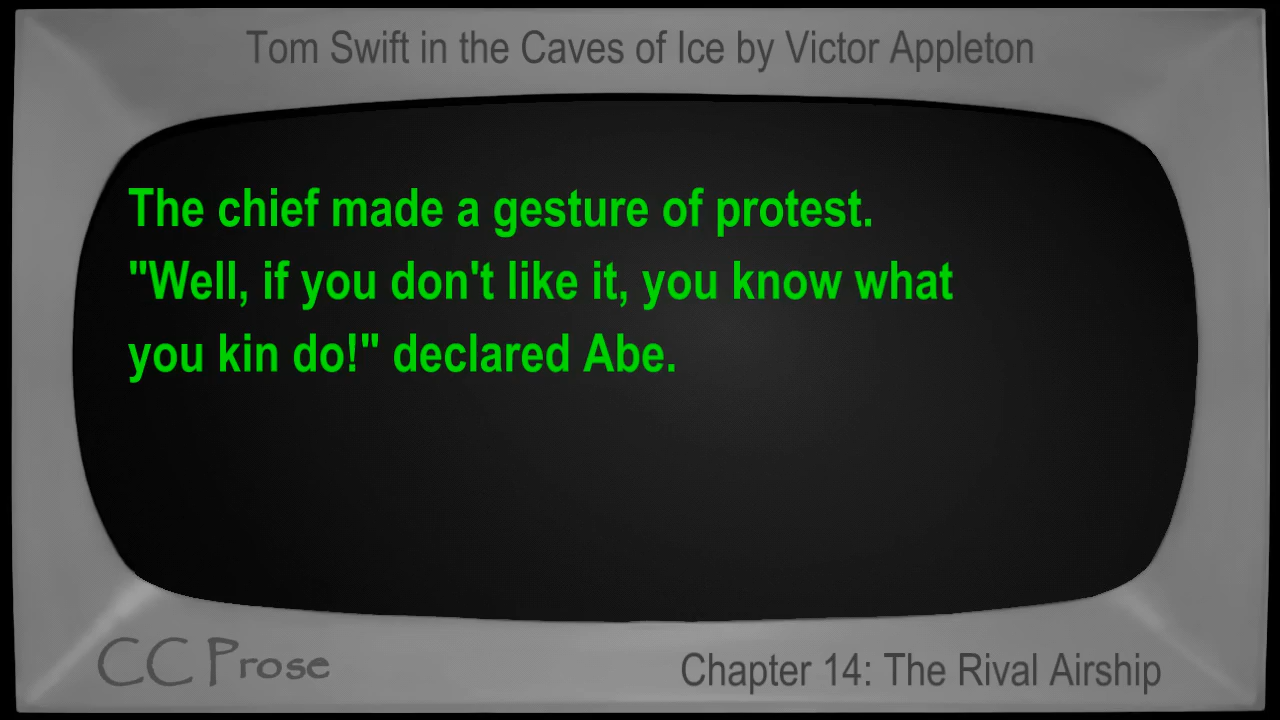 Tom Swift in the Caves of Ice by Victor Appleton
The chief made a gesture of protest.
"Well, if you don't like it, you know what
you kin do!" declared Abe.
CC Prose
Chapter 14: The Rival Airship